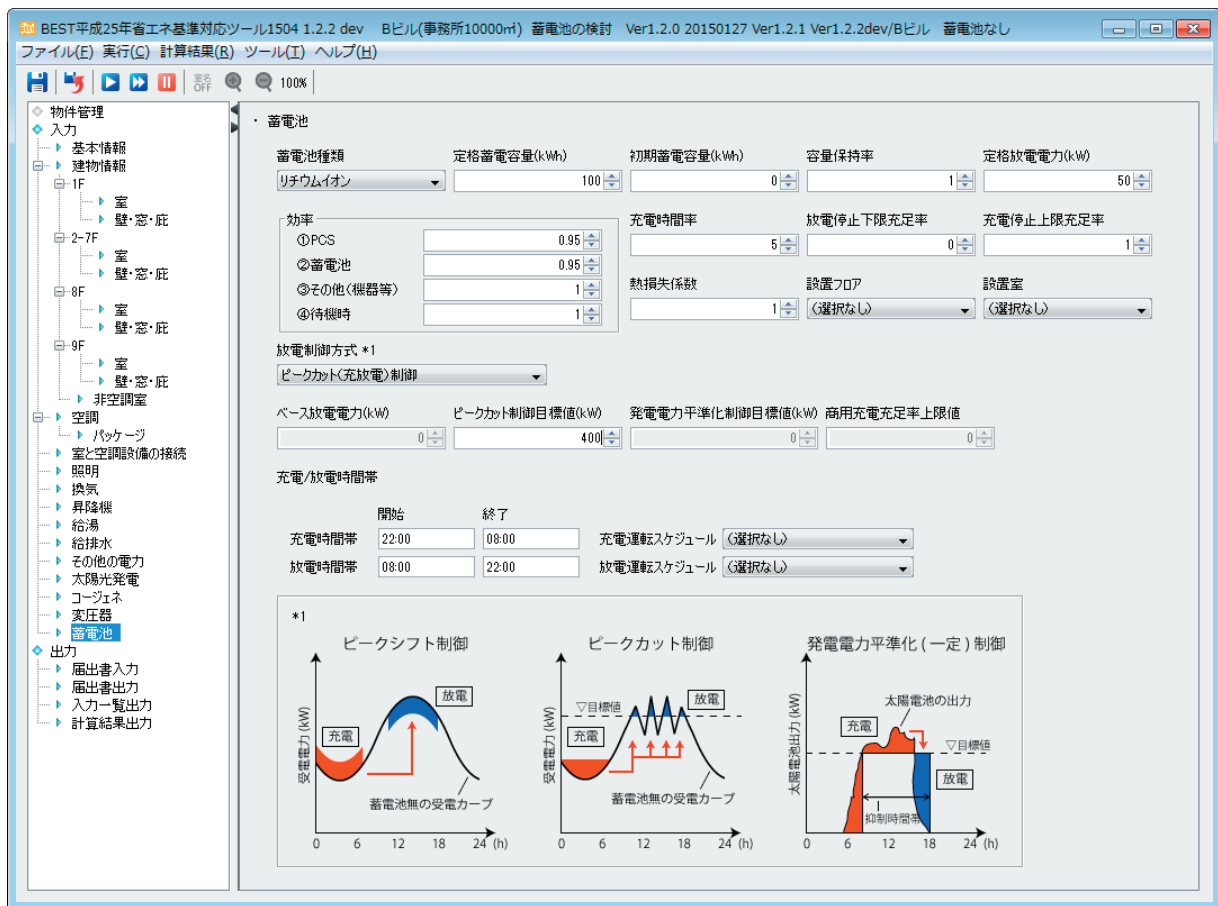 BEST平成25年省エネ基準対応ツール1504 1.2.2 dev Bビル(事務所10000㎡) 蓄電池の検討 Ver1.2.0 20150127 Ver1.2.1 Ver1.2.2dev/Bビル 蓄電池なし
ファイル(F) 実行(C) 計算結果(R) ツール(T) ヘルプ(H)
室名
OFF
100%
物件管理
入力
基本情報
建物情報
1F
室
壁・窓・庇
2-7F
室
壁・窓・庇
8F
室
壁・窓・庇
9F
室
壁・窓・庇
非空調室
空調
パッケージ
室と空調設備の接続
照明
換気
昇降機
給湯
給排水
その他の電力
太陽光発電
コージェネ
変圧器
蓄電池
出力
届出書入力
届出書出力
入力一覧出力
計算結果出力
・ 蓄電池
蓄電池種類 定格蓄電容量(kWh) 初期蓄電容量(kWh) 容量保持率 定格放電電力(kW)
リチウムイオン 100 0 1 50
効率 充電時間率 放電停止下限充足率 充電停止上限充足率
①PCS 0.95 5 0 1
②蓄電池 0.95
熱損失係数 設置フロア 設置室
③その他(機器等) 1
1 (選択なし) (選択なし)
④待機時 1
放電制御方式 *1
ピークカット(充放電)制御
ベース放電電力(kW) ピークカット制御目標値(kW) 発電電力平準化制御目標値(kW) 商用充電充足率上限値
0 400 0 0
充電/放電時間帯
開始 終了
充電時間帯 22:00 08:00 充電運転スケジュール (選択なし)
放電時間帯 08:00 22:00 放電運転スケジュール (選択なし)
*1
ピークシフト制御
受電電力 (kW)
放電
充電
蓄電池無の受電カーブ
0 6 12 18 24 (h)
ピークカット制御
受電電力 (kW)
▽目標値
放電
充電
蓄電池無の受電カーブ
0 6 12 18 24 (h)
発電電力平準化 ( 一定 ) 制御
太陽電池出力 (kW)
太陽電池の出力
充電
▽目標値
放電
抑制時間帯
0 6 12 18 24 (h)